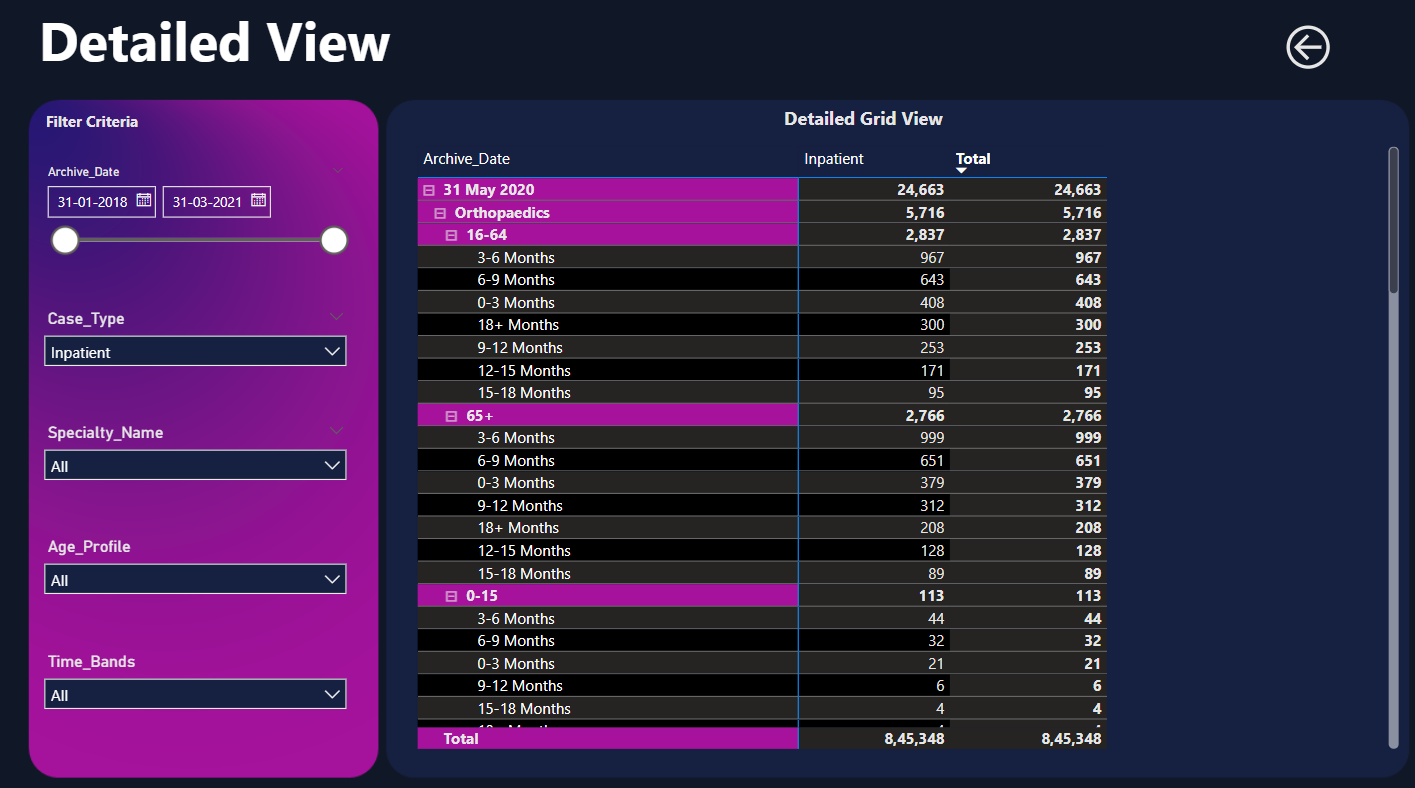 Detailed View
Filter Criteria
Archive_Date
31-01-2018 31-03-2021
Case_Type
Inpatient
Specialty_Name
All
Age_Profile
All
Time_Bands
All
Detailed Grid View
Archive_Date Inpatient Total
31 May 2020 24,663 24,663
Orthopaedics 5,716 5,716
16-64 2,837 2,837
3-6 Months 967 967
6-9 Months 643 643
0-3 Months 408 408
18+ Months 300 300
9-12 Months 253 253
12-15 Months 171 171
15-18 Months 95 95
65+ 2,766 2,766
3-6 Months 999 999
6-9 Months 651 651
0-3 Months 379 379
9-12 Months 312 312
18+ Months 208 208
12-15 Months 128 128
15-18 Months 89 89
0-15 113 113
3-6 Months 44 44
6-9 Months 32 32
0-3 Months 21 21
9-12 Months 6 6
15-18 Months 4 4
Total 8,45,348 8,45,348